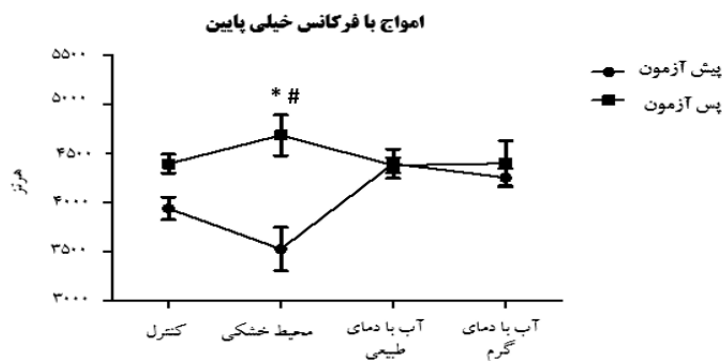 امواج با فرکانس خیلی پایین
پیش آزمون
پس آزمون
* #
هرتز
۵۵۰۰
۵۰۰۰
۴۵۰۰
۴۰۰۰
۳۵۰۰
۳۰۰۰
کنترل
محیط خشکی
آب با دمای
طبیعی
آب با دمای
گرم